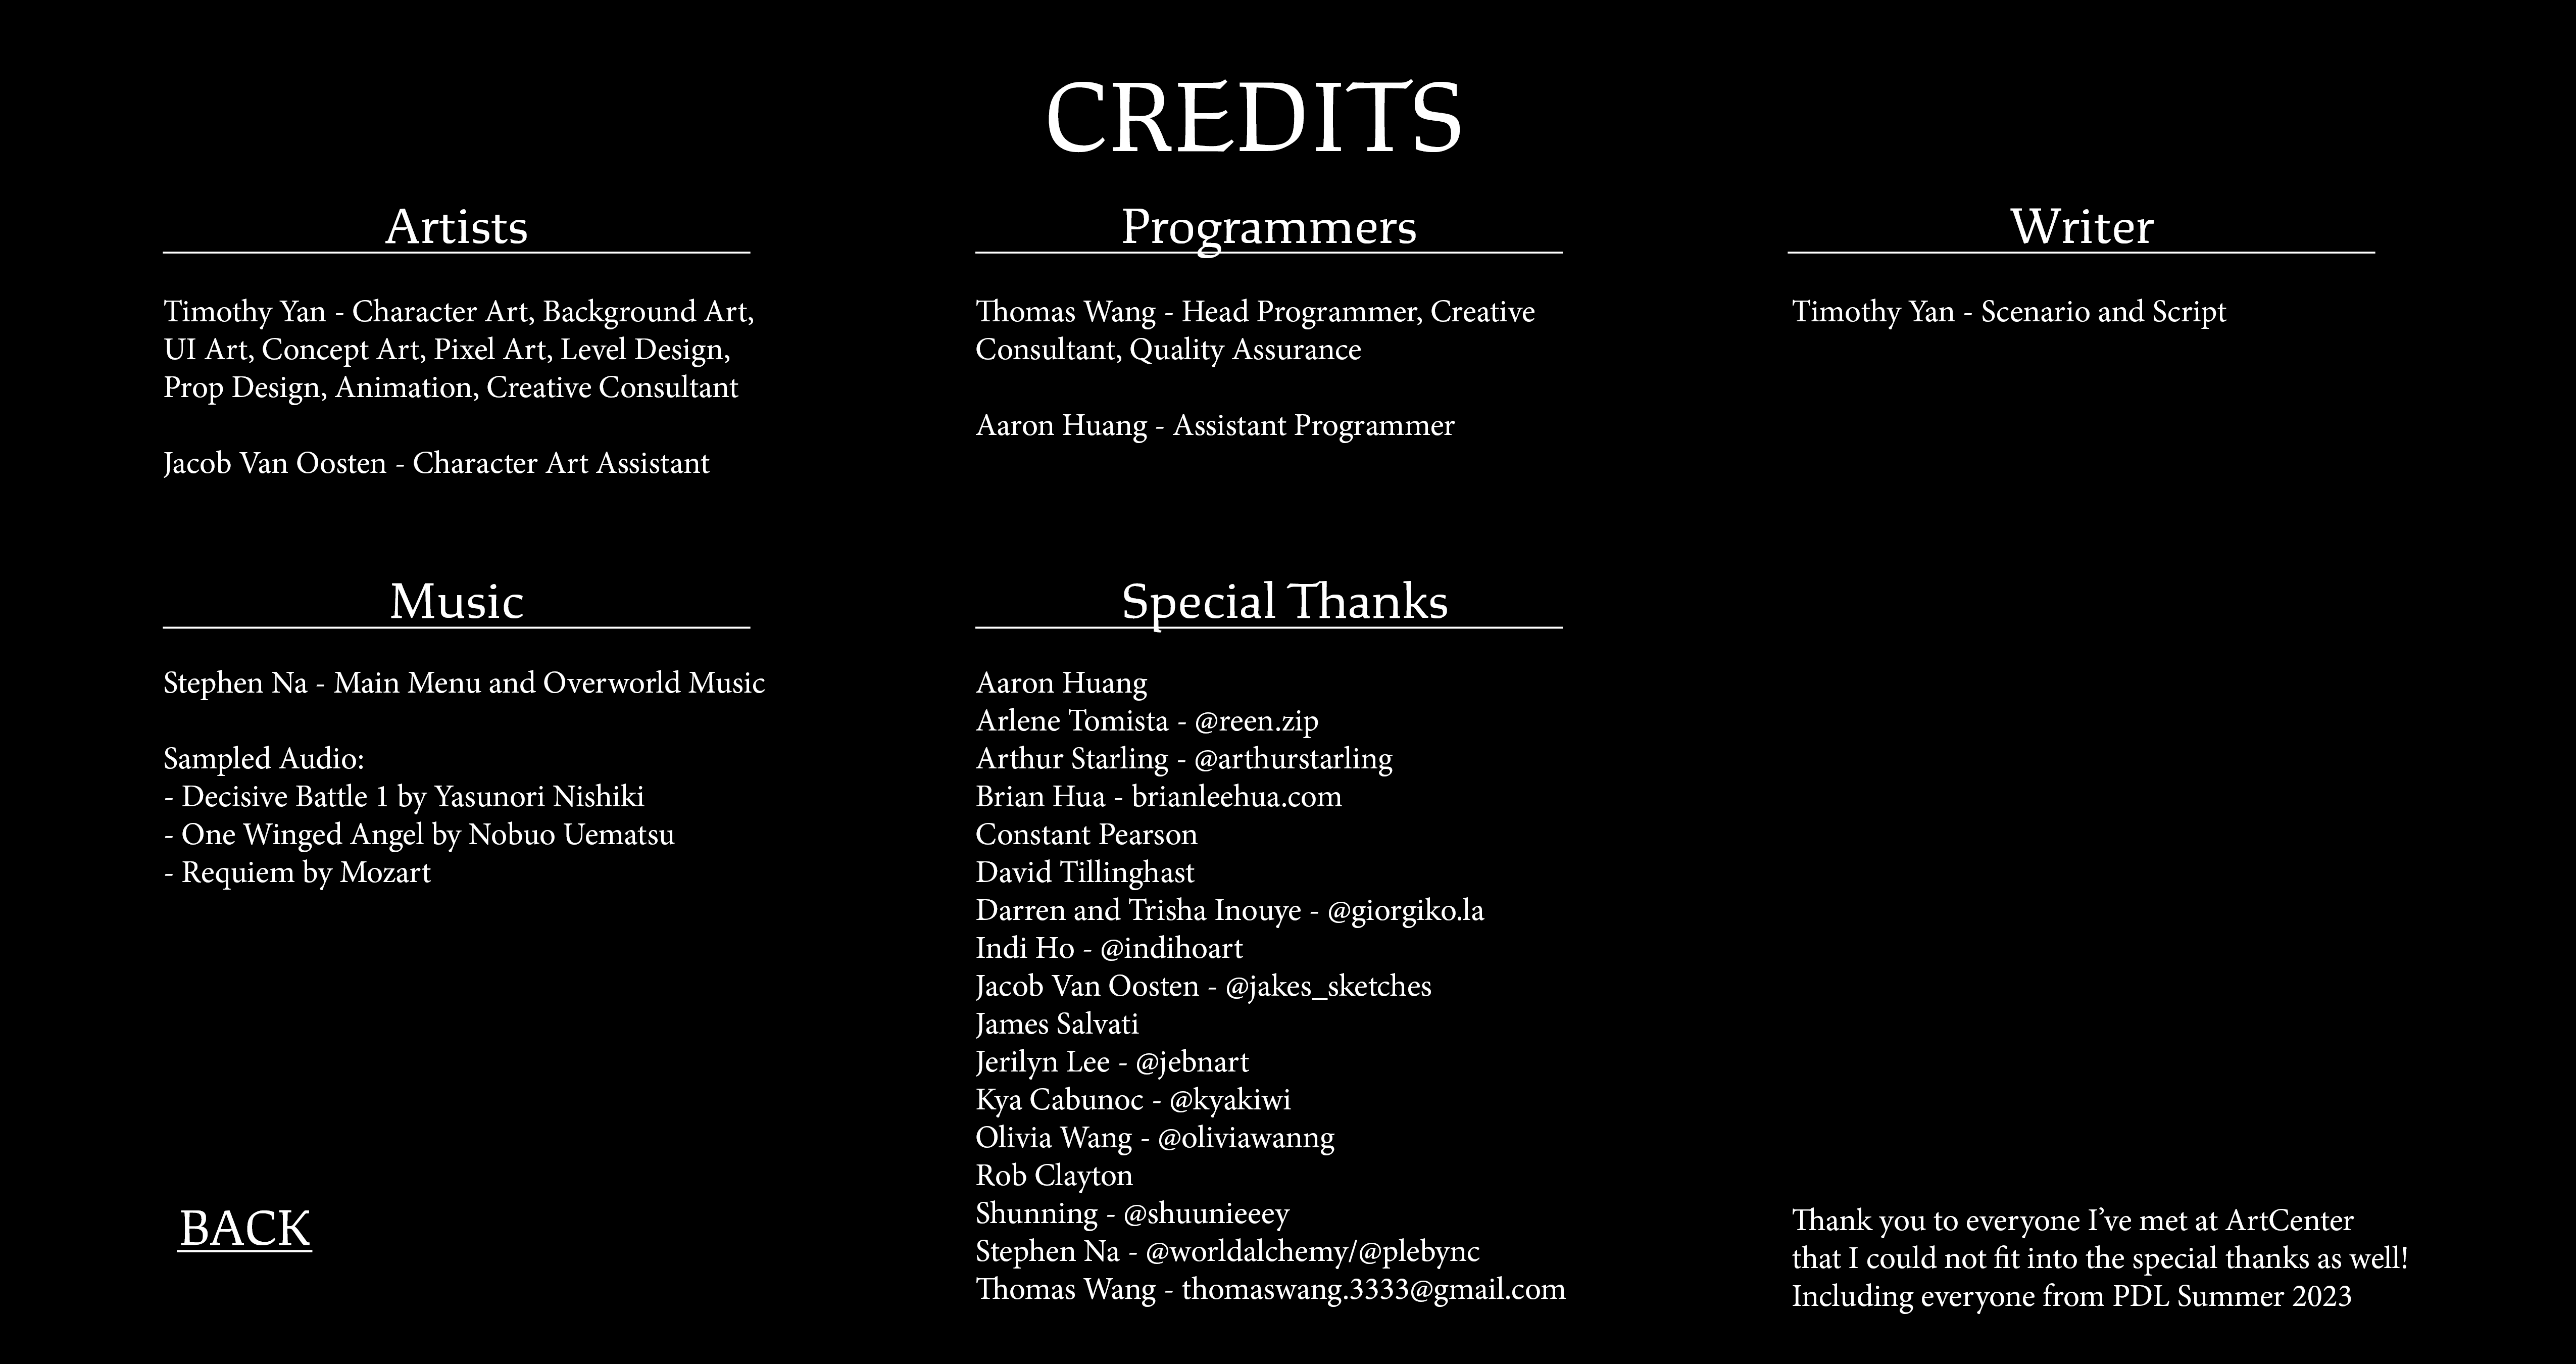 CREDITS
Artists
Timothy Yan - Character Art, Background Art,
UI Art, Concept Art, Pixel Art, Level Design,
Prop Design, Animation, Creative Consultant
Jacob Van Oosten - Character Art Assistant
Programmers
Thomas Wang - Head Programmer, Creative
Consultant, Quality Assurance
Aaron Huang - Assistant Programmer
Writer
Timothy Yan - Scenario and Script
Music
Stephen Na - Main Menu and Overworld Music
Sampled Audio:
- Decisive Battle 1 by Yasunori Nishiki
- One Winged Angel by Nobuo Uematsu
- Requiem by Mozart
Special Thanks
Aaron Huang
Arlene Tomista - @reen.zip
Arthur Starling - @arthurstarling
Brian Hua - brianleehua.com
Constant Pearson
David Tillinghast
Darren and Trisha Inouye - @giorgiko.la
Indi Ho - @indihoart
Jacob Van Oosten - @jakes_sketches
James Salvati
Jerilyn Lee - @jebnart
Kya Cabunoc - @kyakiwi
Olivia Wang - @oliviawanng
Rob Clayton
Shunning - @shuunieeey
Stephen Na - @worldalchemy/@plebync
Thomas Wang - thomaswang.3333@gmail.com
BACK
Thank you to everyone I’ve met at ArtCenter
that I could not fit into the special thanks as well!
Including everyone from PDL Summer 2023